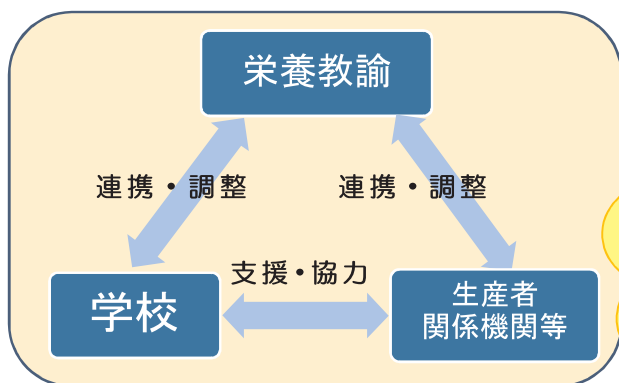 栄養教諭
連携・調整
連携・調整
支援・協力
学校
生産者
関係機関等